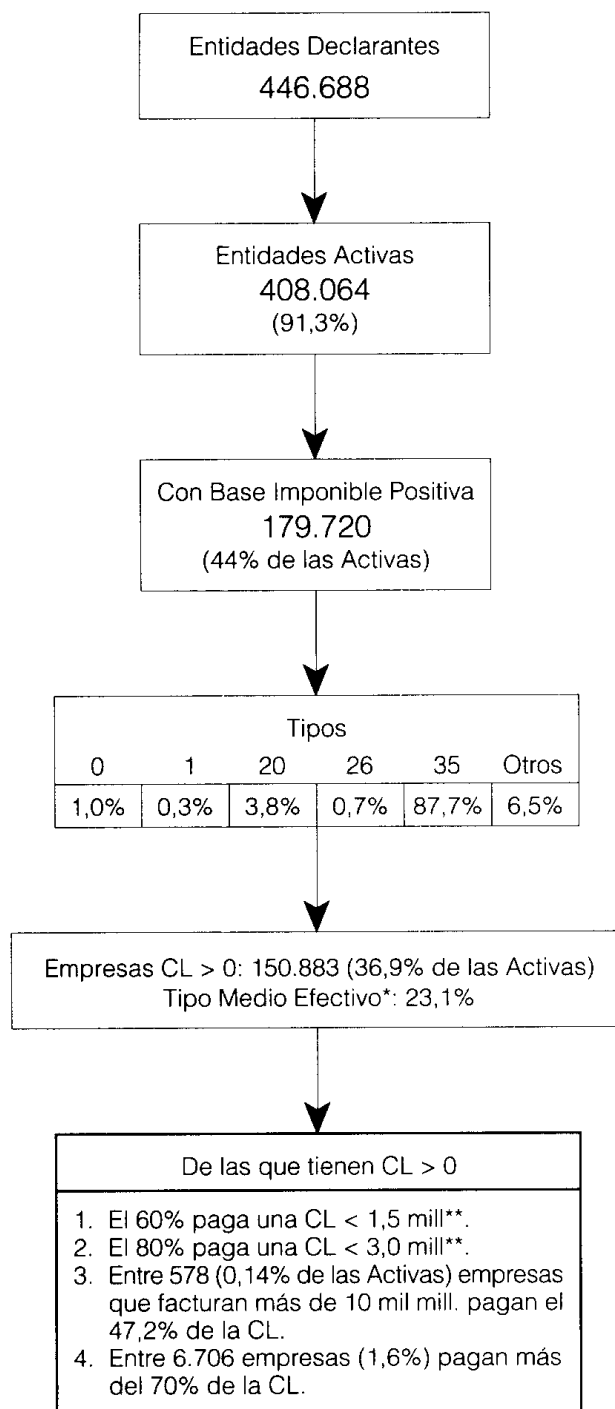 Entidades Declarantes
446.688
Entidades Activas
408.064
(91,3%)
Con Base Imponible Positiva
179.720
(44% de las Activas)
Tipos
0 1 20 26 35 Otros
1,0% 0,3% 3,8% 0,7% 87,7% 6,5%
Empresas CL > 0: 150.883 (36,9% de las Activas)
Tipo Medio Efectivo*: 23,1%
De las que tienen CL > 0
1. El 60% paga una CL < 1,5 mill**.
2. El 80% paga una CL < 3,0 mill**.
3. Entre 578 (0,14% de las Activas) empresas
que facturan más de 10 mil mill. pagan el
47,2% de la CL.
4. Entre 6.706 empresas (1,6%) pagan más
del 70% de la CL.